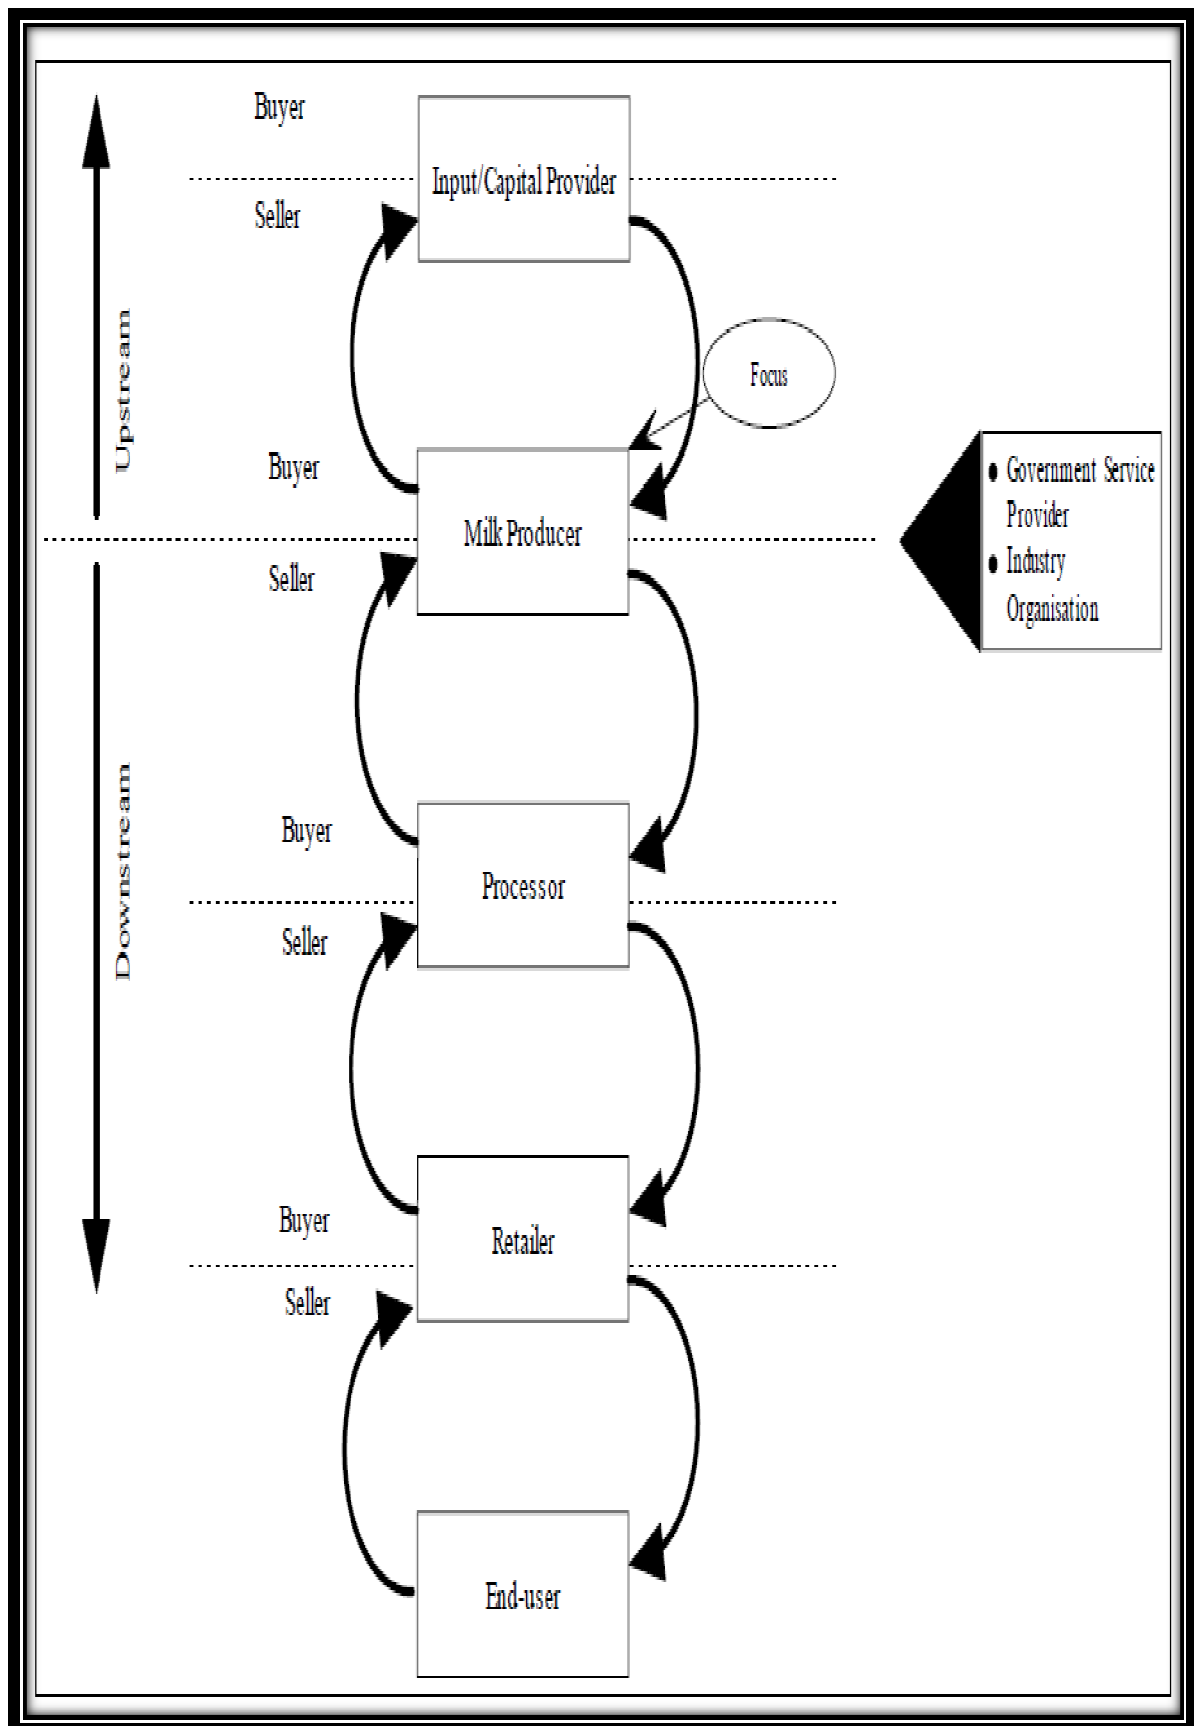 Buyer
Input/Capital Provider
Seller
Upstream
Focus
Buyer
Government Service
Provider
Milk Producer
Industry
Seller
Organisation
Downstream
Buyer
Processor
Seller
Buyer
Retailer
Seller
End-user